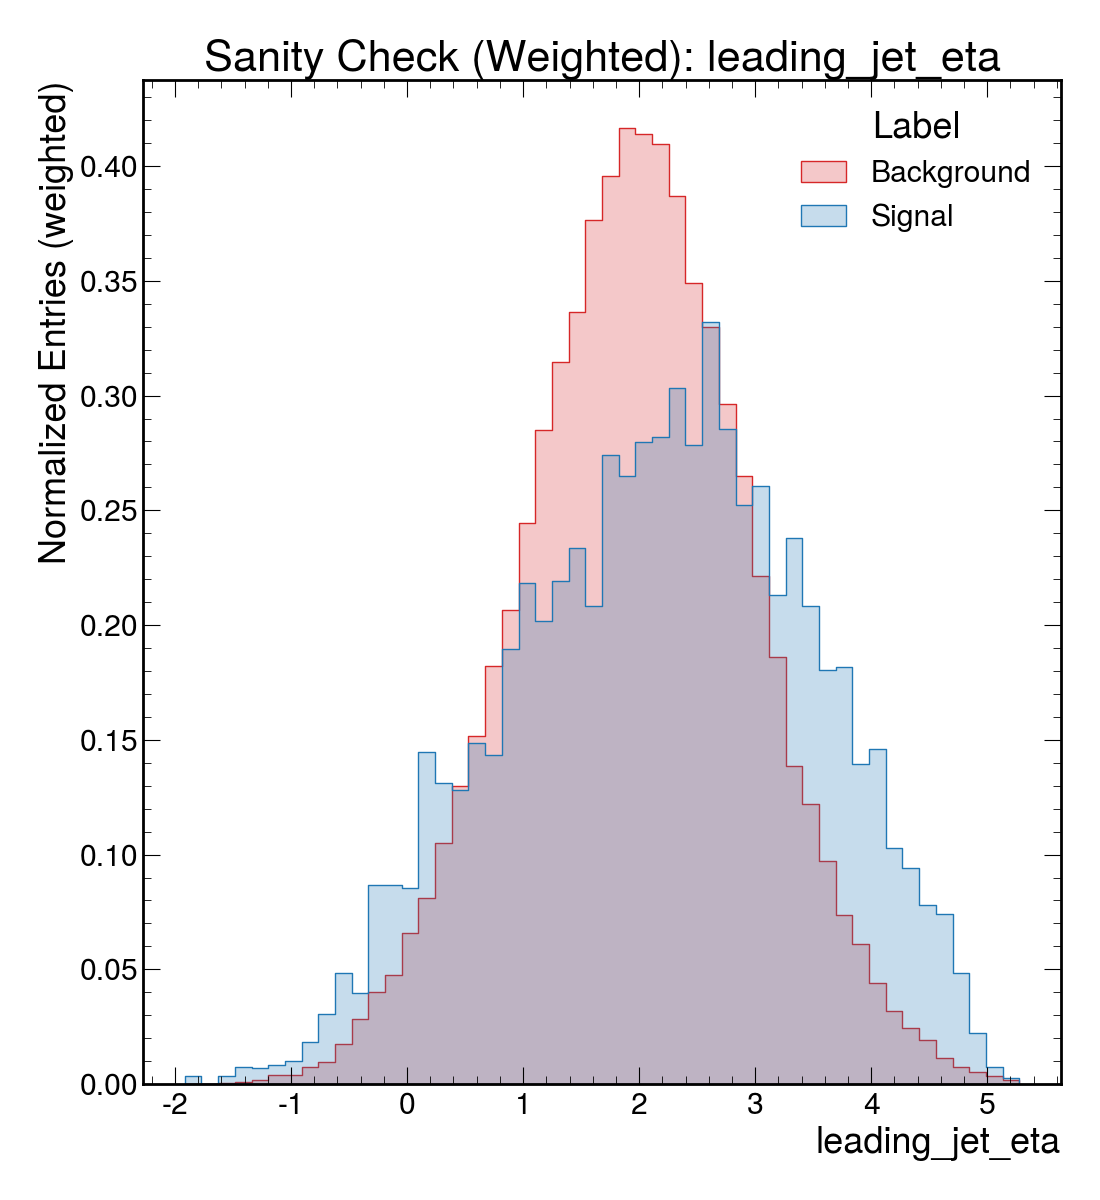 Sanity Check (Weighted): leading_jet_eta
Normalized Entries (weighted)
Label
Background
Signal
0.40
0.35
0.30
0.25
0.20
0.15
0.10
0.05
0.00
-2 -1 0 1 2 3 4 5
leading_jet_eta